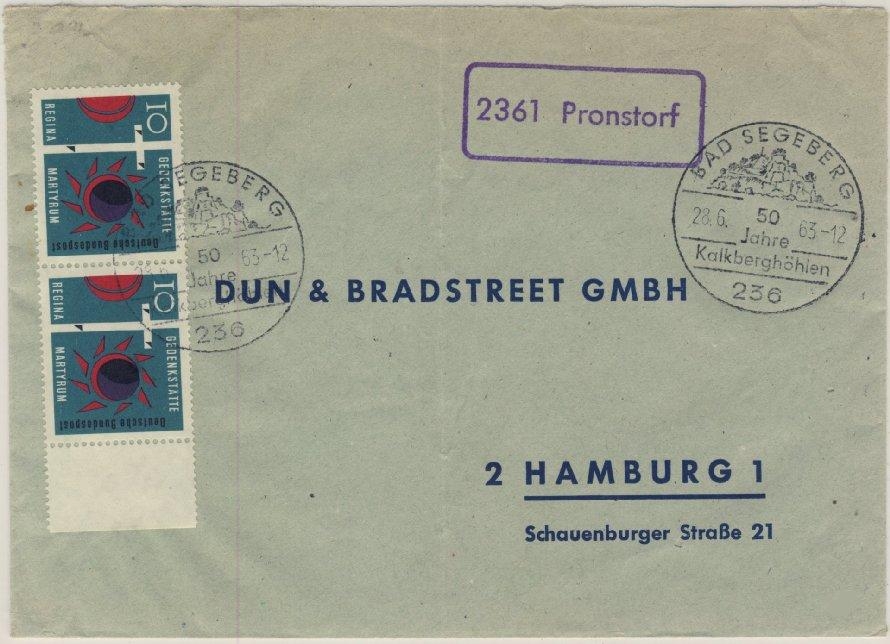 2361 Pronstorf
BAD SEGEBERG
28.6. 50 63-12
Jahre
Kalkberghöhlen
236
10
REGINA
MARTYRUM
GEDENKSTÄTTE
Deutsche Bundespost
10
REGINA
MARTYRUM
GEDENKSTÄTTE
Deutsche Bundespost
SEGEBERG
28.6. 50 63-12
Jahre
236
DUN & BRADSTREET GMBH
2 HAMBURG 1
Schauenburger Straße 21